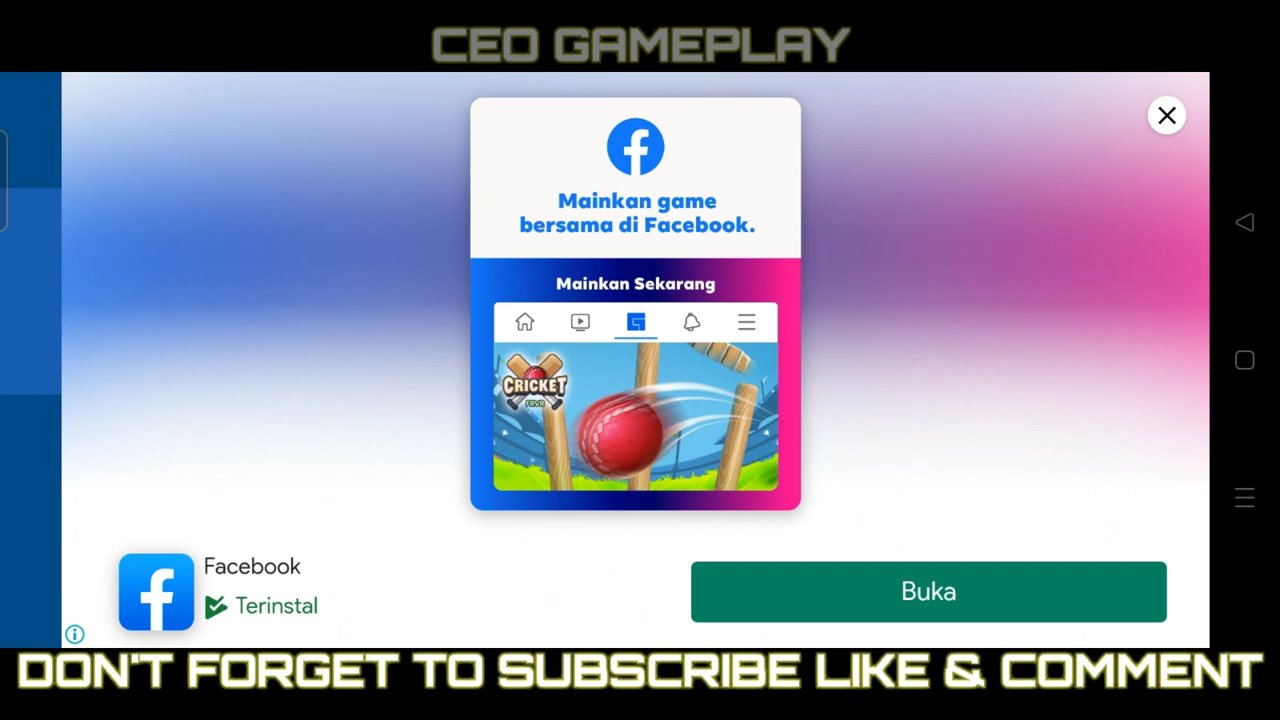 CEO GAMEPLAY
Mainkan game
bersama di Facebook.
Mainkan Sekarang
CRICKET
FRVR
Facebook
Terinstal
Buka
DON'T FORGET TO SUBSCRIBE LIKE & COMMENT